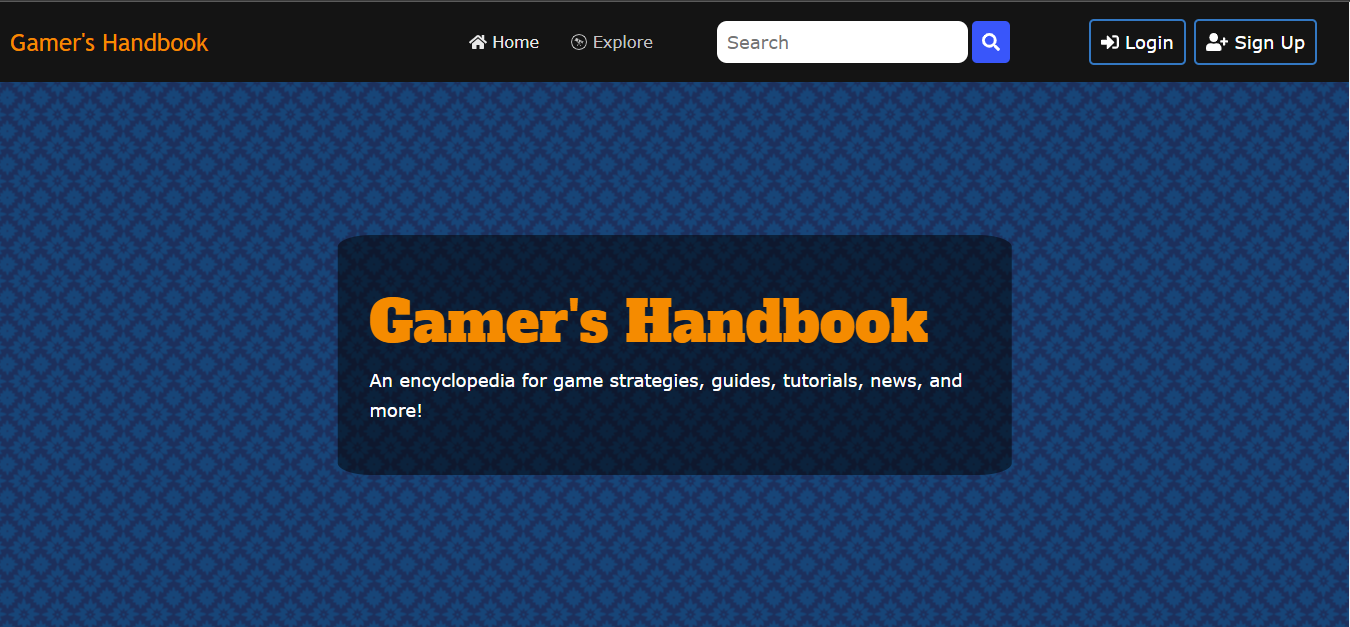 Gamer's Handbook
Home
Explore
Search
Login
Sign Up
Gamer's Handbook
An encyclopedia for game strategies, guides, tutorials, news, and
more!